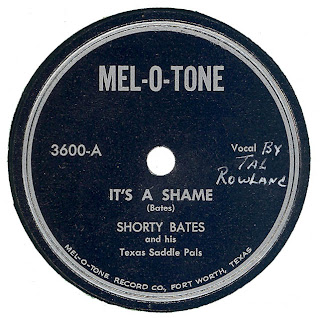 MEL-O-TONE
3600-A
Vocal By
TAL
ROWLAND
IT'S A SHAME
(Bates)
SHORTY BATES
and his
Texas Saddle Pals
MEL-O-TONE RECORD CO., FORT WORTH, TEXAS